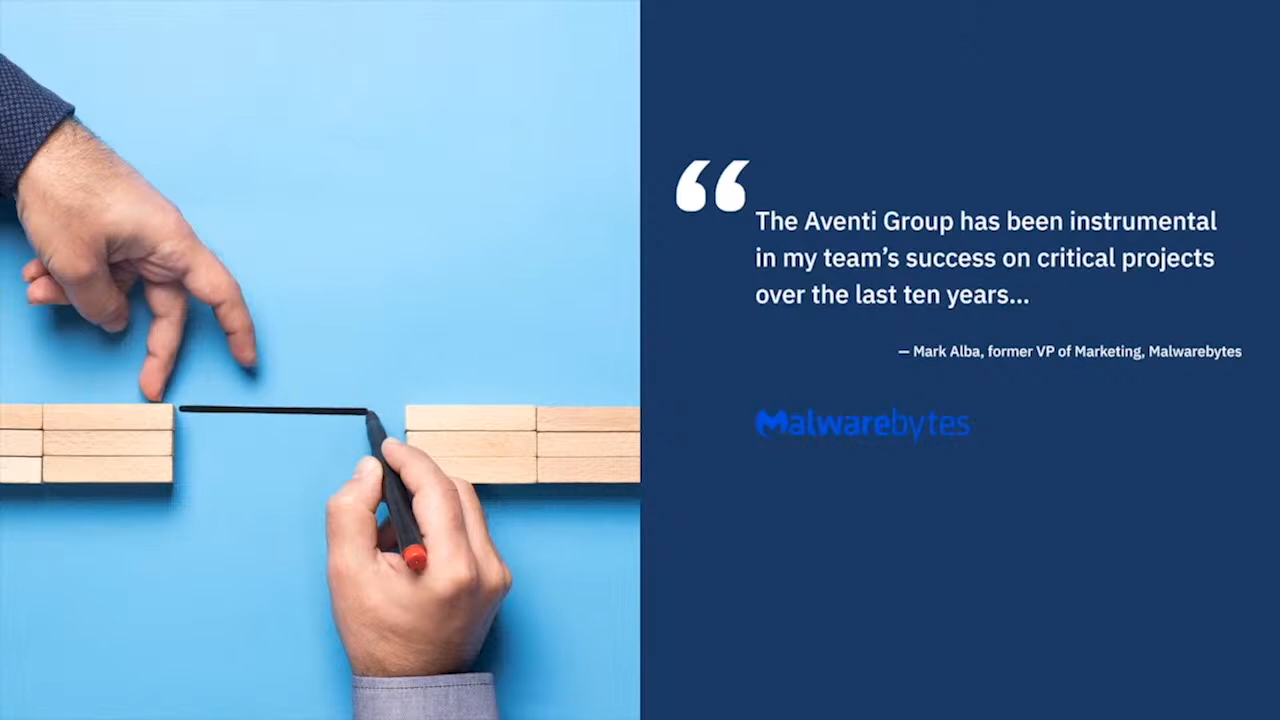 “
The Aventi Group has been instrumental
in my team’s success on critical projects
over the last ten years...
— Mark Alba, former VP of Marketing, Malwarebytes
Malwarebytes